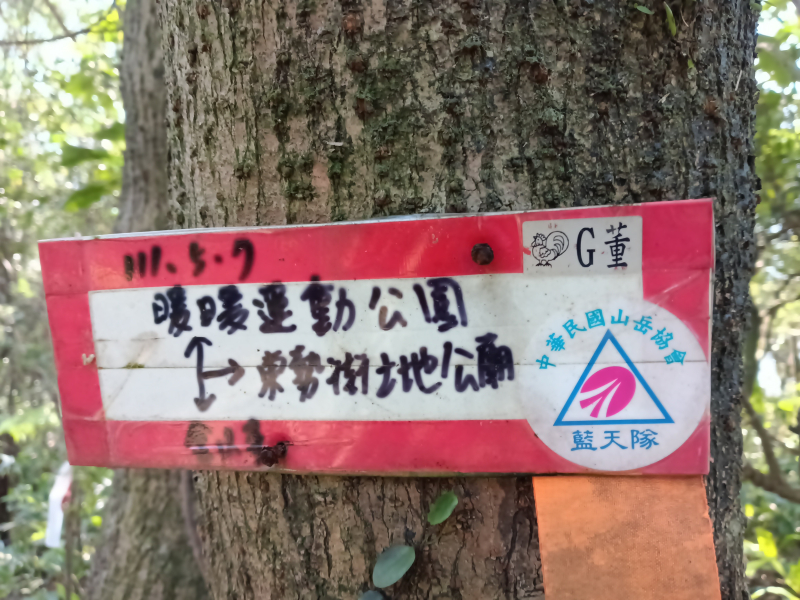 111.5.7
G董
暖暖運動公園
東勢街土地公廟
中華民國山岳協會
藍天隊